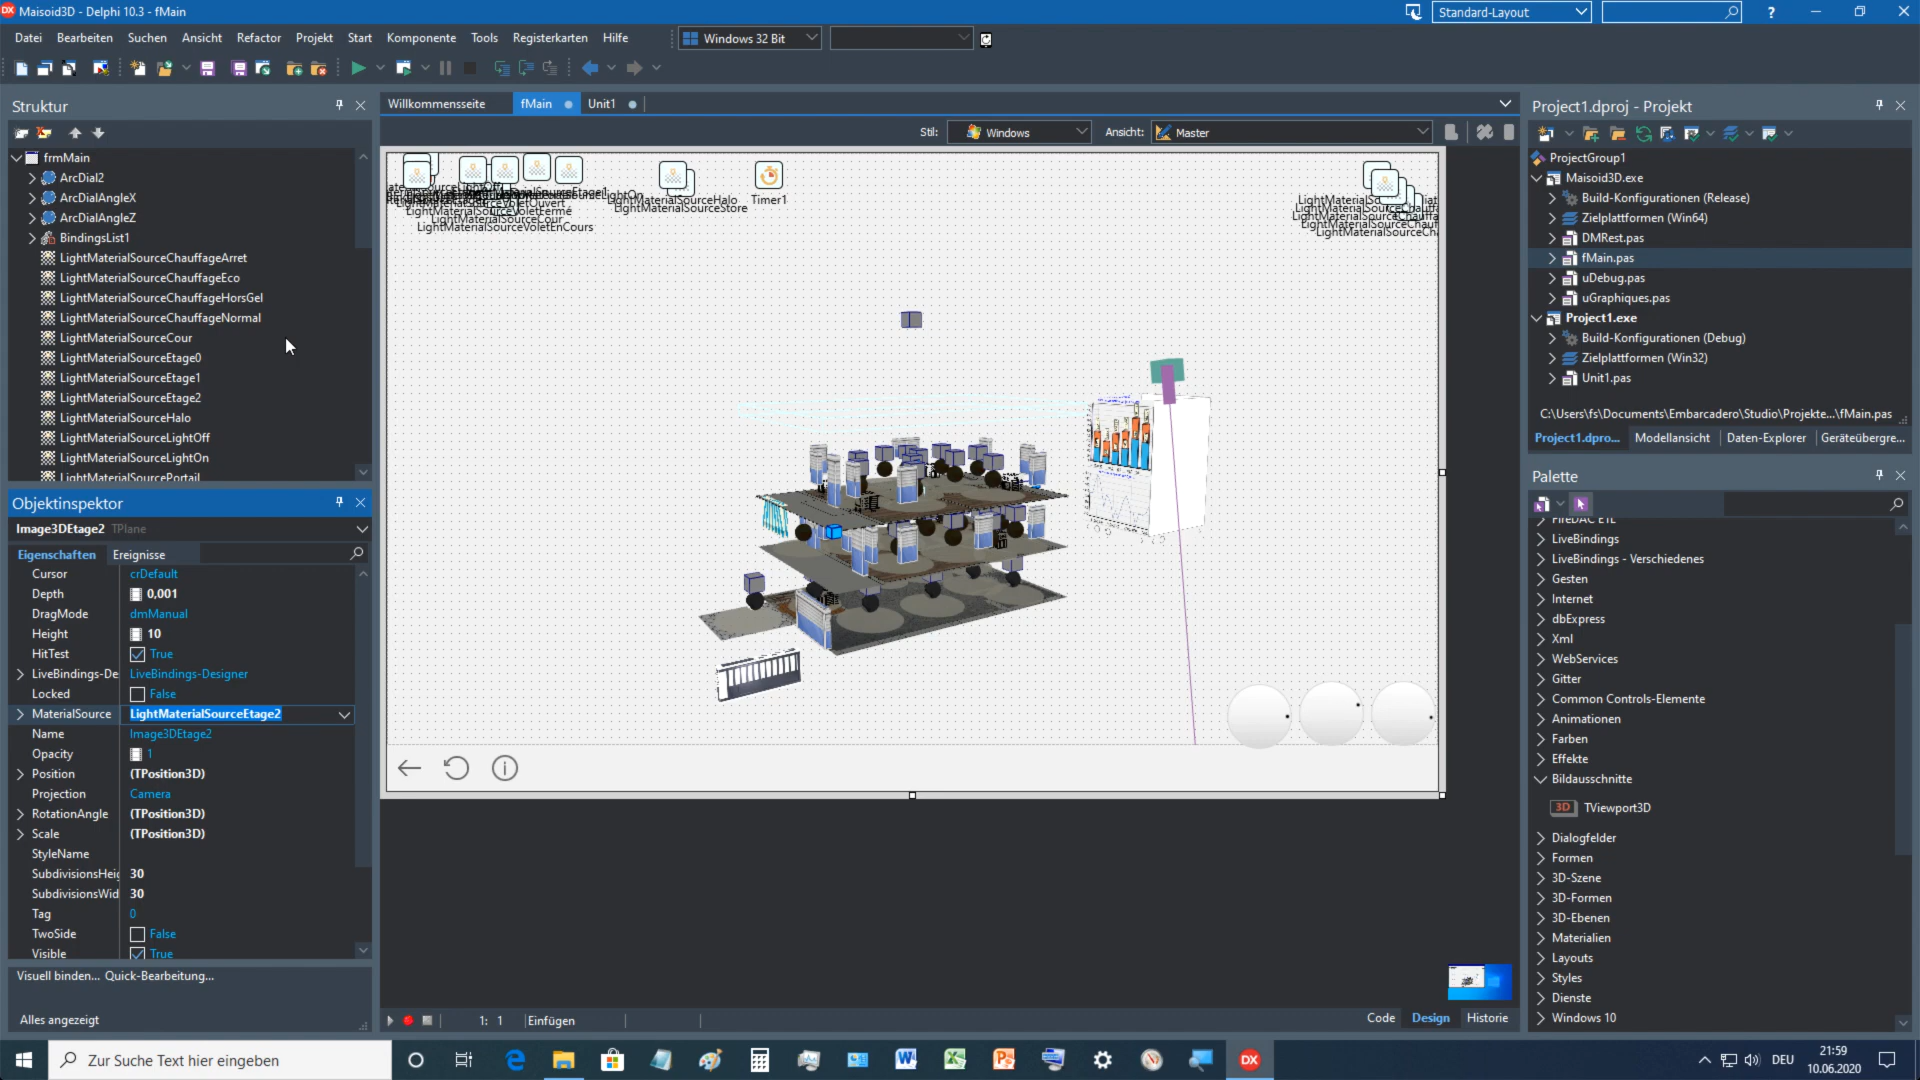 Maisoid3D - Delphi 10.3 - fMain
Standard-Layout
Datei Bearbeiten Suchen Ansicht Refactor Projekt Start Komponente Tools Registerkarten Hilfe
Windows 32 Bit
Struktur
frmMain
ArcDial2
ArcDialAngleX
ArcDialAngleZ
BindingsList1
LightMaterialSourceChauffageArret
LightMaterialSourceChauffageEco
LightMaterialSourceChauffageHorsGel
LightMaterialSourceChauffageNormal
LightMaterialSourceCour
LightMaterialSourceEtage0
LightMaterialSourceEtage1
LightMaterialSourceEtage2
LightMaterialSourceHalo
LightMaterialSourceLightOff
LightMaterialSourceLightOn
LightMaterialSourcePortail
Objektinspektor
Image3DEtage2 TPlane
Eigenschaften Ereignisse
Cursor crDefault
Depth 0,001
DragMode dmManual
Height 10
HitTest True
LiveBindings-De LiveBindings-Designer
Locked False
MaterialSource LightMaterialSourceEtage2
Name Image3DEtage2
Opacity 1
Position (TPosition3D)
Projection Camera
RotationAngle (TPosition3D)
Scale (TPosition3D)
StyleName
SubdivisionsHeig 30
SubdivisionsWid 30
Tag 0
TwoSide False
Visible True
Visuell binden... Quick-Bearbeitung...
Alles angezeigt
Willkommensseite fMain Unit1
Stil: Windows Ansicht: Master
LightMaterialSourceHalo
LightMaterialSourceStore
Timer1
LightMaterialSourceCour
LightMaterialSourceVoletEnCours
1: 1 Einfügen
Code Design Historie
Project1.dproj - Projekt
ProjectGroup1
Maisoid3D.exe
Build-Konfigurationen (Release)
Zielplattformen (Win64)
DMRest.pas
fMain.pas
uDebug.pas
uGraphiques.pas
Project1.exe
Build-Konfigurationen (Debug)
Zielplattformen (Win32)
Unit1.pas
C:\Users\fs\Documents\Embarcadero\Studio\Projekte...\fMain.pas
Project1.dpro... Modellansicht Daten-Explorer Geräteübergre...
Palette
FireDAC ETL
LiveBindings
LiveBindings - Verschiedenes
Gesten
Internet
dbExpress
Xml
WebServices
Gitter
Common Controls-Elemente
Animationen
Farben
Effekte
Bildausschnitte
3D TViewport3D
Dialogfelder
Formen
3D-Szene
3D-Formen
3D-Ebenen
Materialien
Layouts
Styles
Dienste
Windows 10
Zur Suche Text hier eingeben
DX
DEU
21:59
10.06.2020